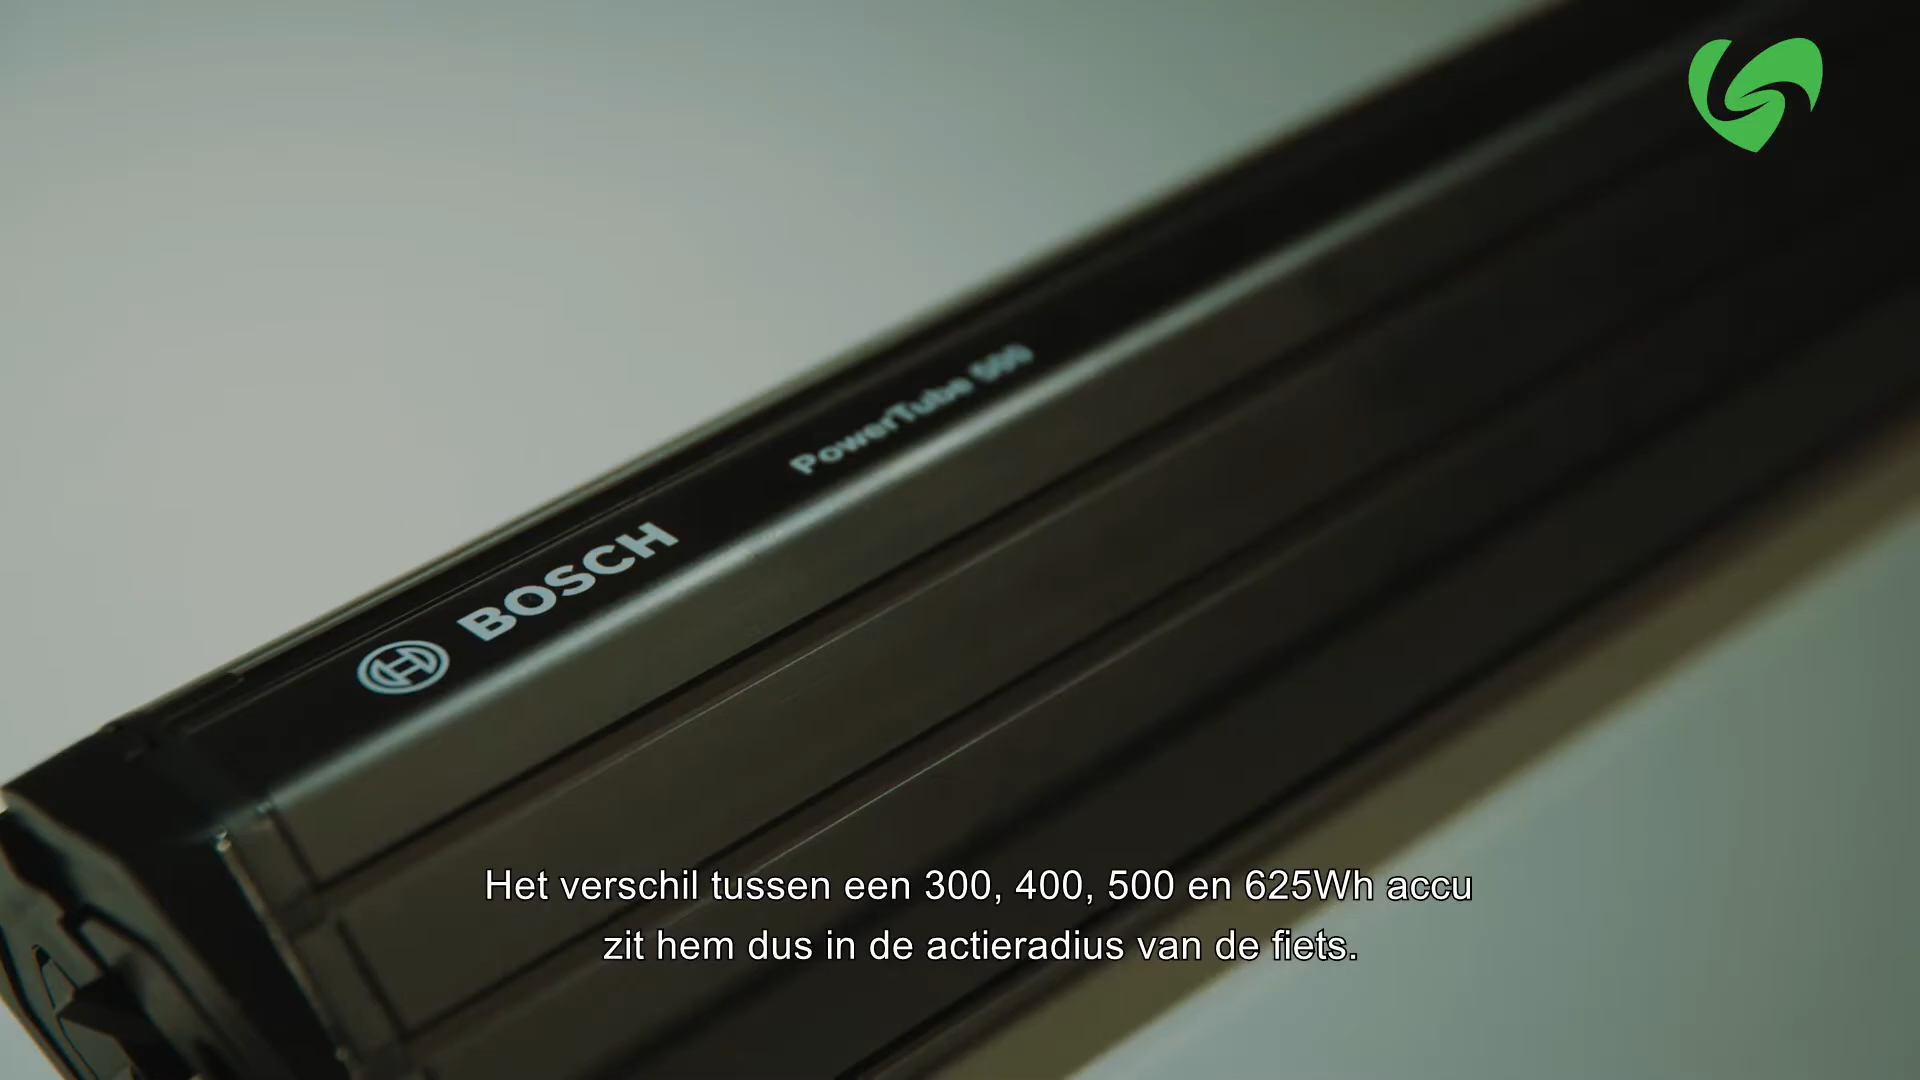 PowerTube 500
BOSCH
Het verschil tussen een 300, 400, 500 en 625Wh accu
zit hem dus in de actieradius van de fiets.